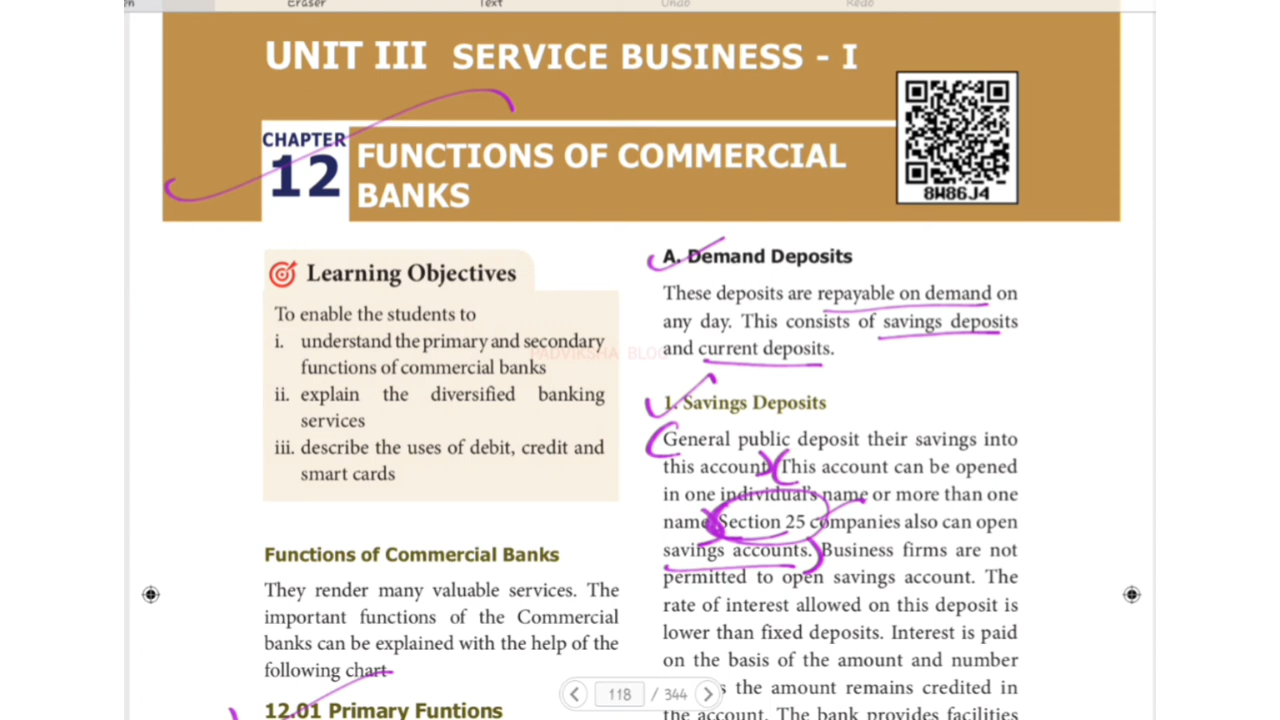 Eraser
Text
Undo
Redo
UNIT III SERVICE BUSINESS - I
CHAPTER
12
FUNCTIONS OF COMMERCIAL
BANKS
8W86J4
Learning Objectives
To enable the students to
i. understand the primary and secondary
functions of commercial banks
ii. explain the diversified banking
services
iii. describe the uses of debit, credit and
smart cards
Functions of Commercial Banks
They render many valuable services. The
important functions of the Commercial
banks can be explained with the help of the
following chart
12.01 Primary Funtions
A. Demand Deposits
These deposits are repayable on demand on
any day. This consists of savings deposits
and current deposits.
1. Savings Deposits
General public deposit their savings into
this account. This account can be opened
in one individual's name or more than one
name. Section 25 companies also can open
savings accounts. Business firms are not
permitted to open savings account. The
rate of interest allowed on this deposit is
lower than fixed deposits. Interest is paid
on the basis of the amount and number
the amount remains credited in
the account. The bank provides facilities
PADVIKSHA BLOG
118 / 344